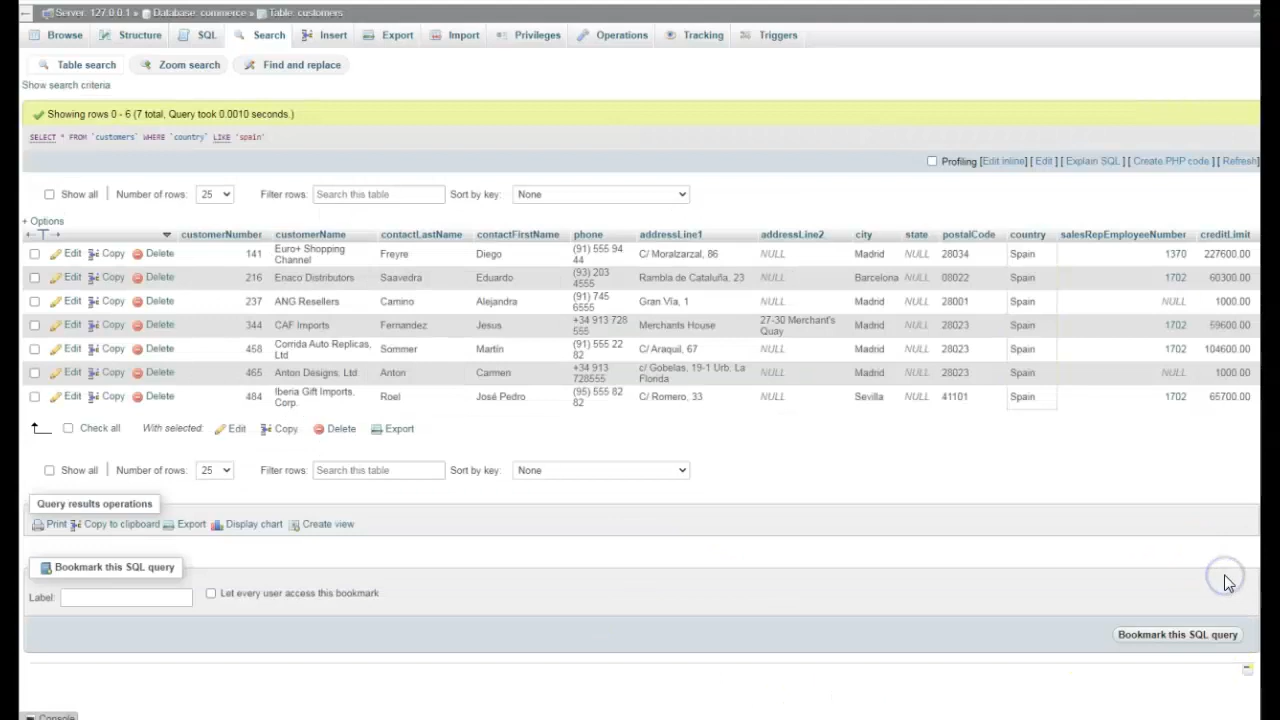 Server: 127.0.0.1 » Database: commerce » Table: customers
Browse Structure SQL Search Insert Export Import Privileges Operations Tracking Triggers
Table search Zoom search Find and replace
Show search criteria
Showing rows 0 - 6 (7 total, Query took 0.0010 seconds.)
SELECT * FROM `customers` WHERE `country` LIKE 'spain'
Profiling [Edit inline] [ Edit ] [ Explain SQL ] [ Create PHP code ] [ Refresh]
Show all Number of rows: 25 Filter rows: Search this table Sort by key: None
+ Options
customerNumber customerName contactLastName contactFirstName phone addressLine1 addressLine2 city state postalCode country salesRepEmployeeNumber creditLimit
Edit Copy Delete 141 Euro+ Shopping Channel Freyre Diego (91) 555 94 44 C/ Moralzarzal, 86 NULL Madrid NULL 28034 Spain 1370 227600.00
Edit Copy Delete 216 Enaco Distributors Saavedra Eduardo (93) 203 4555 Rambla de Cataluña, 23 NULL Barcelona NULL 08022 Spain 1702 60300.00
Edit Copy Delete 237 ANG Resellers Camino Alejandra (91) 745 6555 Gran Vía, 1 NULL Madrid NULL 28001 Spain NULL 1000.00
Edit Copy Delete 344 CAF Imports Fernandez Jesus +34 913 728 555 Merchants House 27-30 Merchant's Quay Madrid NULL 28023 Spain 1702 59600.00
Edit Copy Delete 458 Corrida Auto Replicas, Ltd Sommer Martín (91) 555 22 82 C/ Araquil, 67 NULL Madrid NULL 28023 Spain 1702 104600.00
Edit Copy Delete 465 Anton Designs, Ltd. Anton Carmen +34 913 728555 c/ Gobelas, 19-1 Urb. La Florida NULL Madrid NULL 28023 Spain NULL 1000.00
Edit Copy Delete 484 Iberia Gift Imports, Corp. Roel José Pedro (95) 555 82 82 C/ Romero, 33 NULL Sevilla NULL 41101 Spain 1702 65700.00
Check all With selected: Edit Copy Delete Export
Show all Number of rows: 25 Filter rows: Search this table Sort by key: None
Query results operations
Print Copy to clipboard Export Display chart Create view
Bookmark this SQL query
Label: Let every user access this bookmark
Bookmark this SQL query
Console